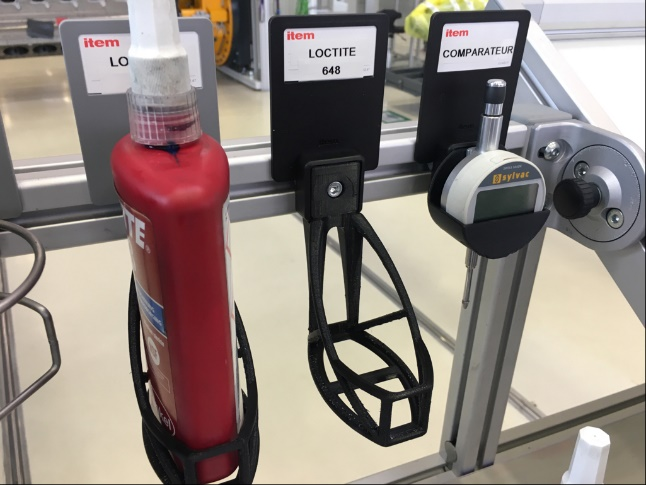 item
LO
item
LOCTITE
648
item
COMPARATEUR
sylvac
TE